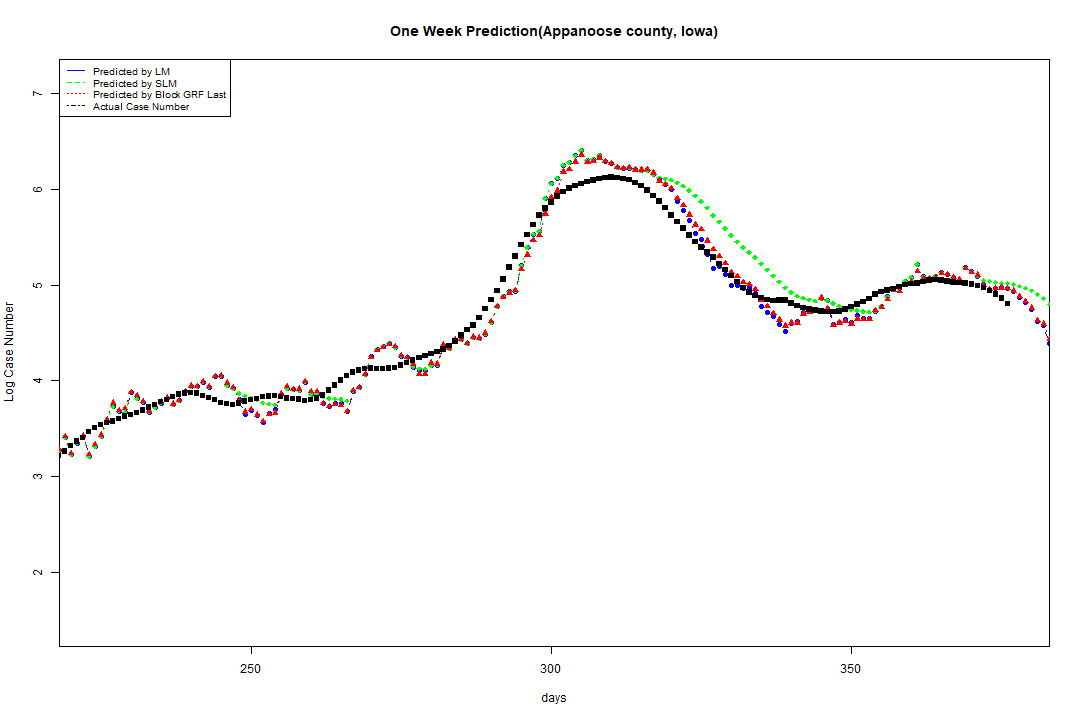 One Week Prediction(Appanoose county, Iowa)
Predicted by LM
Predicted by SLM
Predicted by Block GRF Last
Actual Case Number
7
6
5
4
3
2
Log Case Number
250 300 350
days